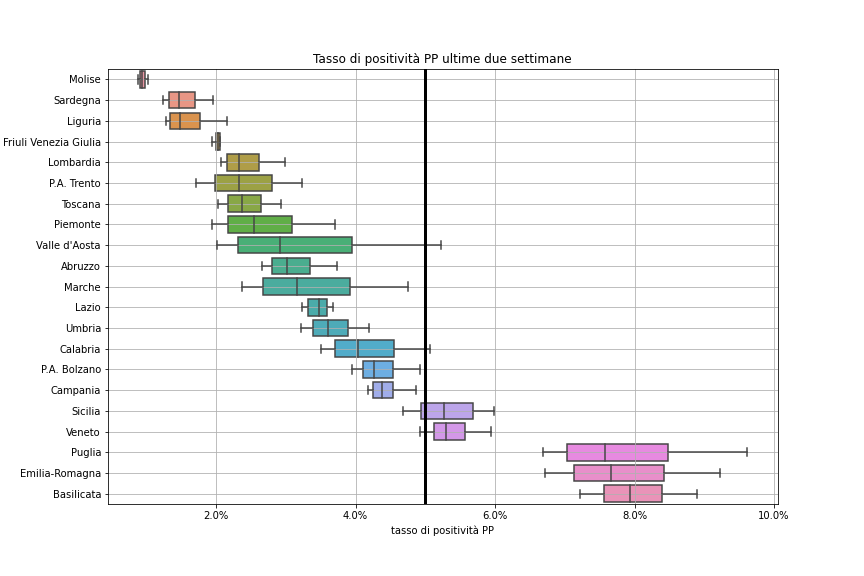 Tasso di positività PP ultime due settimane
Molise
Sardegna
Liguria
Friuli Venezia Giulia
Lombardia
P.A. Trento
Toscana
Piemonte
Valle d'Aosta
Abruzzo
Marche
Lazio
Umbria
Calabria
P.A. Bolzano
Campania
Sicilia
Veneto
Puglia
Emilia-Romagna
Basilicata
2.0% 4.0% 6.0% 8.0% 10.0%
tasso di positività PP